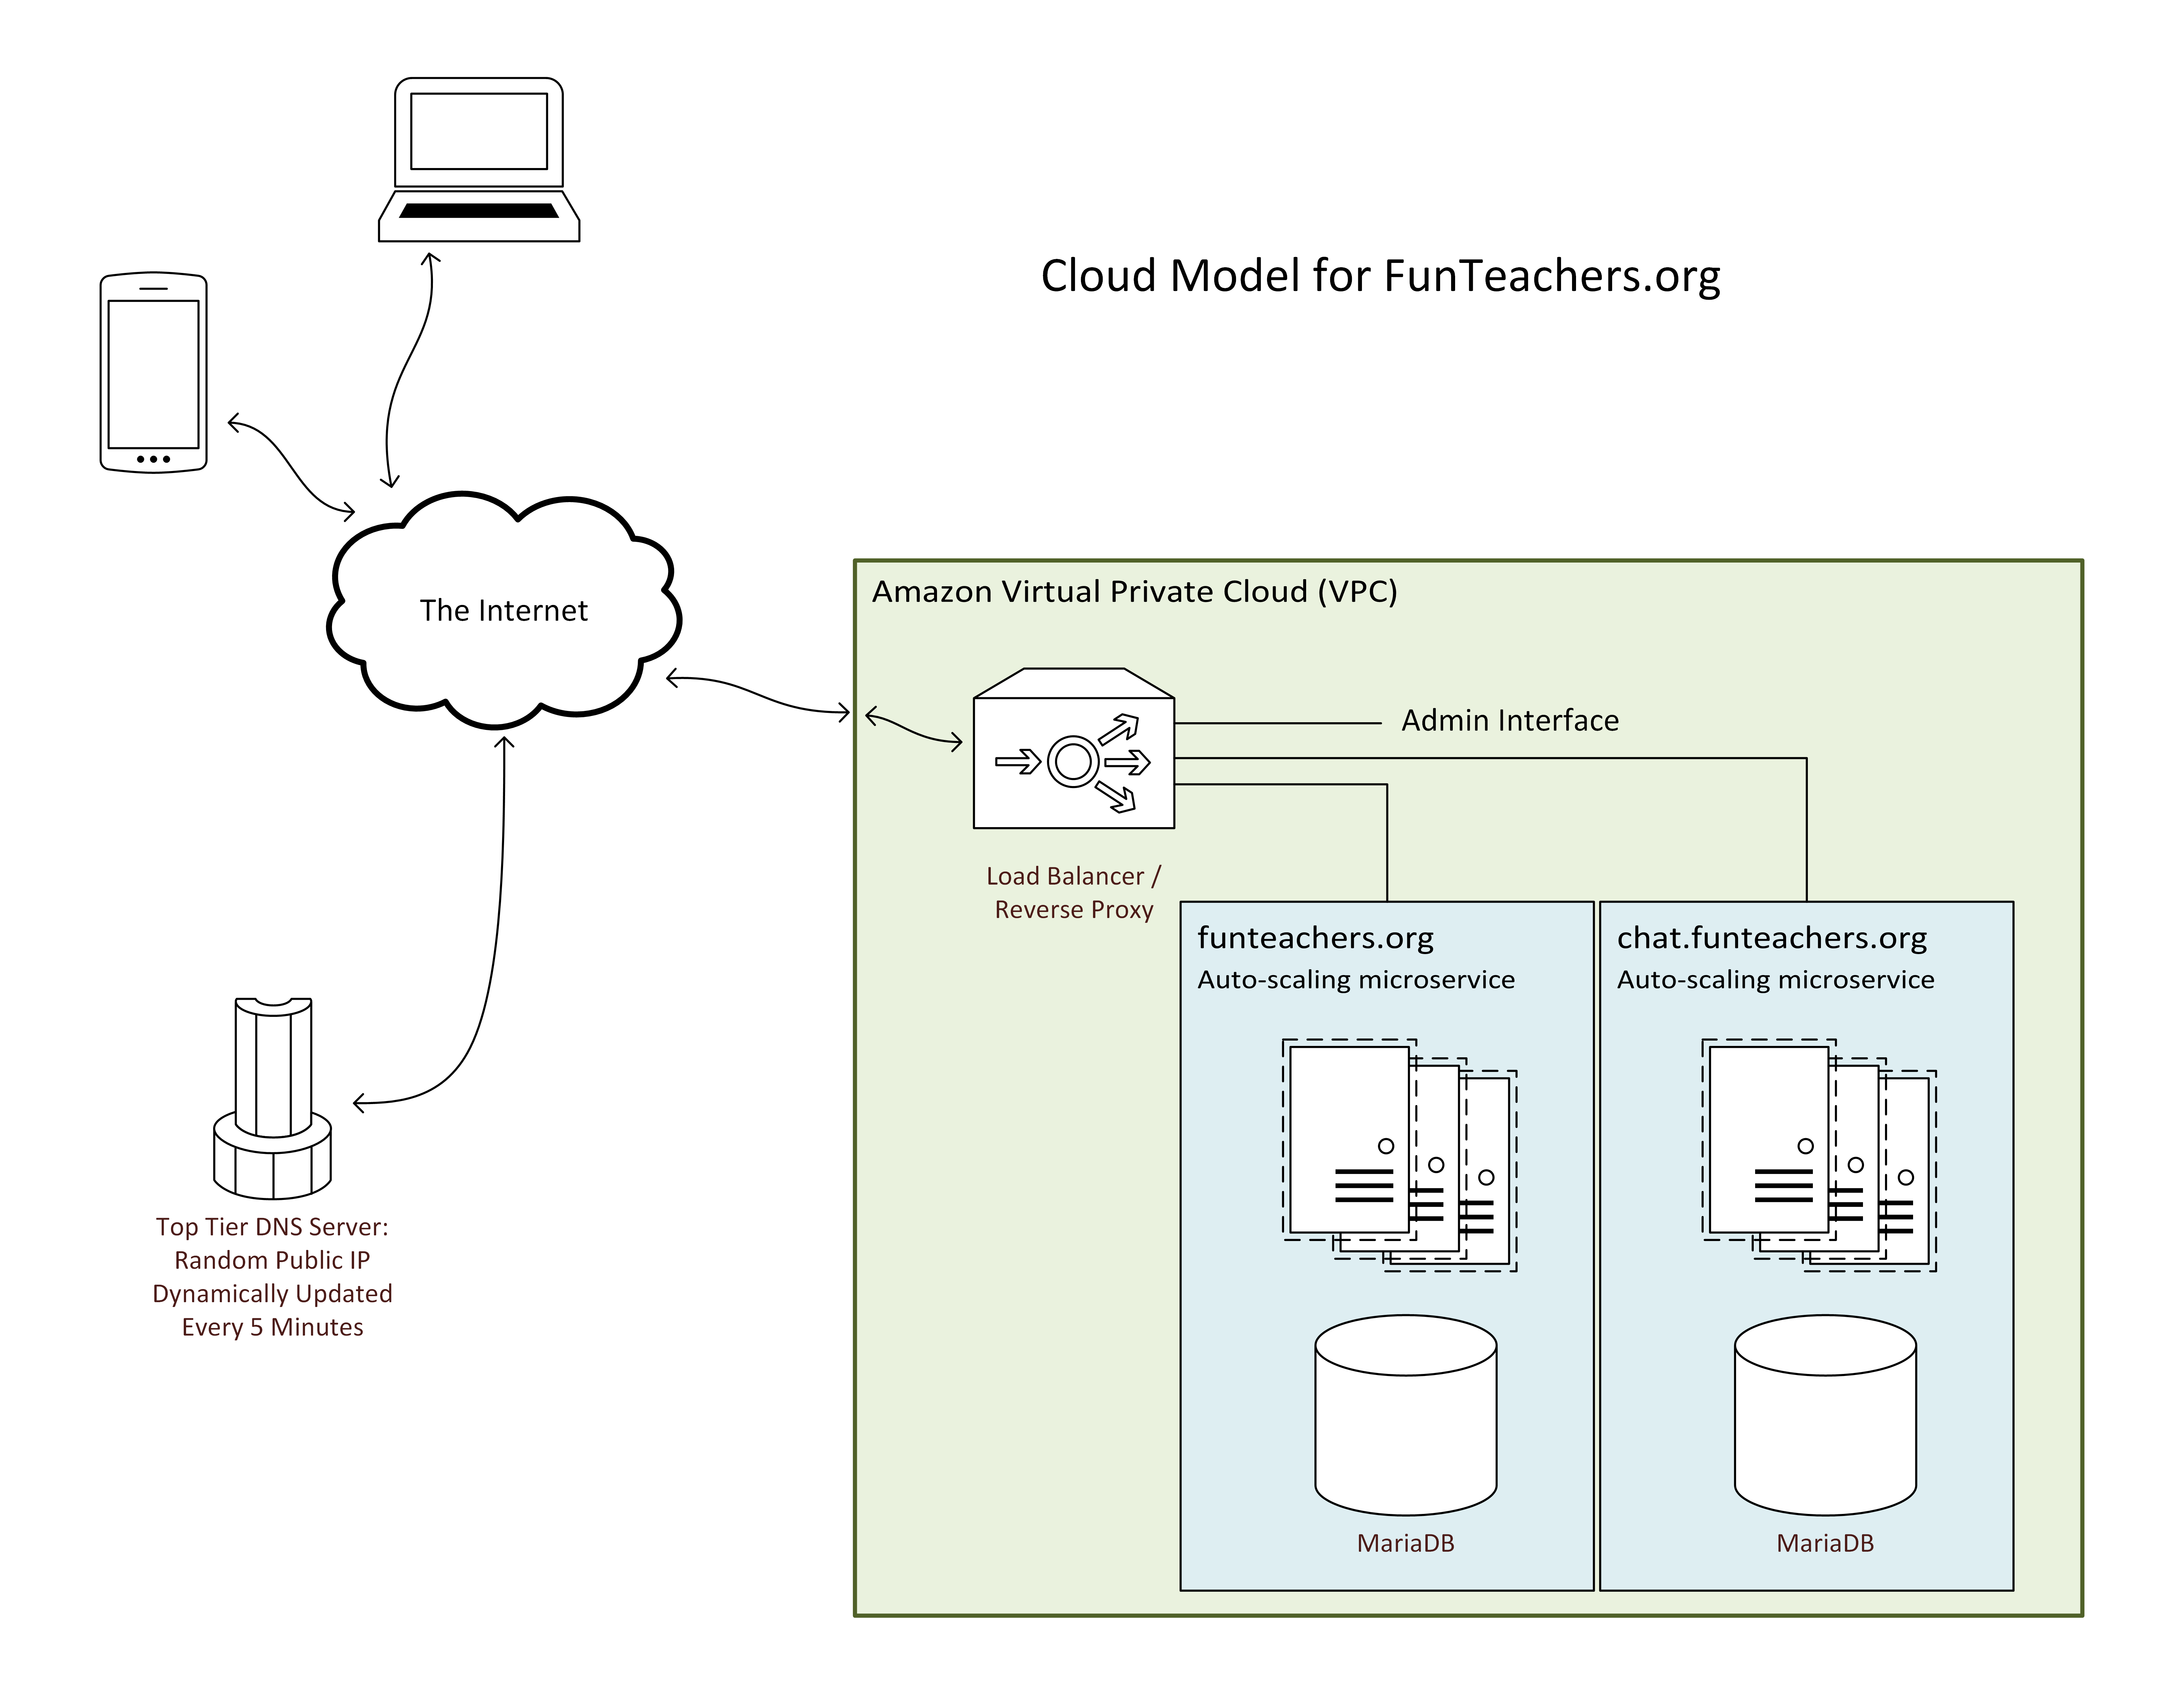 Cloud Model for FunTeachers.org
The Internet
Amazon Virtual Private Cloud (VPC)
Admin Interface
Load Balancer /
Reverse Proxy
funteachers.org
Auto-scaling microservice
MariaDB
chat.funteachers.org
Auto-scaling microservice
MariaDB
Top Tier DNS Server:
Random Public IP
Dynamically Updated
Every 5 Minutes